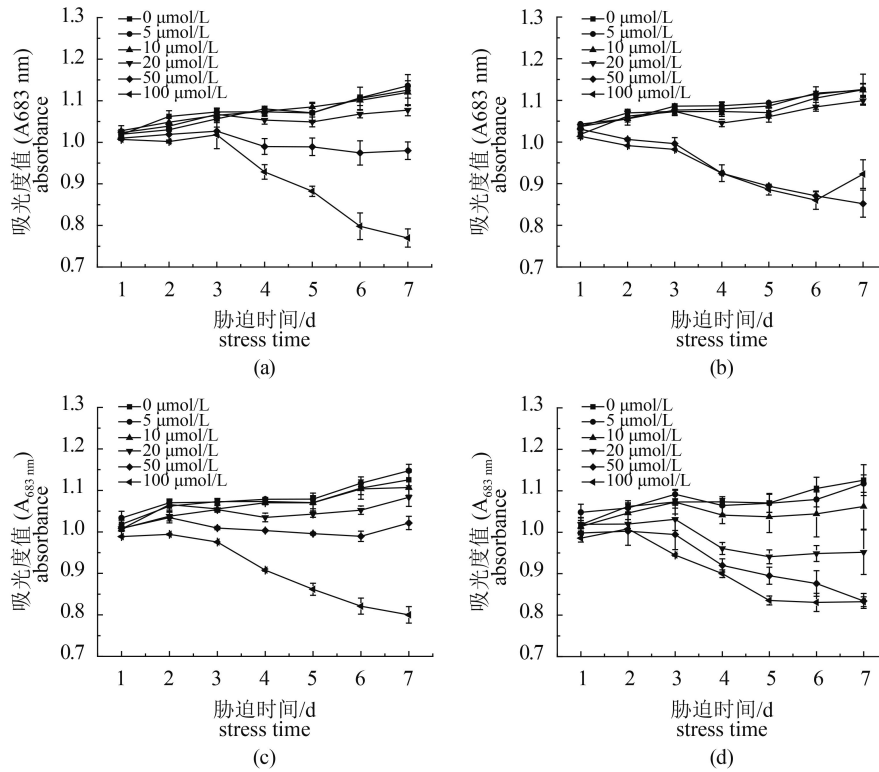 1.3
1.2
1.1
1.0
0.9
0.8
0.7
0 μmol/L
5 μmol/L
10 μmol/L
20 μmol/L
50 μmol/L
100 μmol/L
吸光度值 (A683 nm)
absorbance
1 2 3 4 5 6 7
胁迫时间/d
stress time
(a)
1.3
1.2
1.1
1.0
0.9
0.8
0.7
0 μmol/L
5 μmol/L
10 μmol/L
20 μmol/L
50 μmol/L
100 μmol/L
吸光度值 (A683 nm)
absorbance
1 2 3 4 5 6 7
胁迫时间/d
stress time
(b)
1.3
1.2
1.1
1.0
0.9
0.8
0.7
0 μmol/L
5 μmol/L
10 μmol/L
20 μmol/L
50 μmol/L
100 μmol/L
吸光度值 (A683 nm)
absorbance
1 2 3 4 5 6 7
胁迫时间/d
stress time
(c)
1.3
1.2
1.1
1.0
0.9
0.8
0.7
0 μmol/L
5 μmol/L
10 μmol/L
20 μmol/L
50 μmol/L
100 μmol/L
吸光度值 (A683 nm)
absorbance
1 2 3 4 5 6 7
胁迫时间/d
stress time
(d)